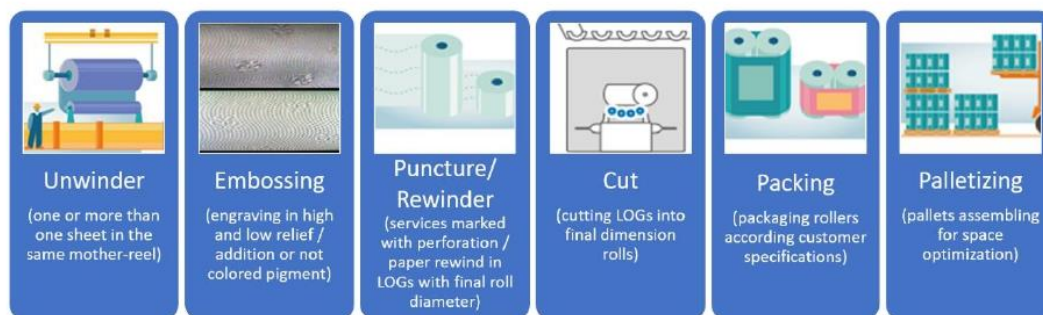 Unwinder
(one or more than
one sheet in the
same mother-reel)
Embossing
(engraving in high
and low relief /
addition or not
colored pigment)
Puncture/
Rewinder
(services marked
with perforation /
paper rewind in
LOGs with final roll
diameter)
Cut
(cutting LOGs into
final dimension
rolls)
Packing
(packaging rollers
according customer
specifications)
Palletizing
(pallets assembling
for space
optimization)